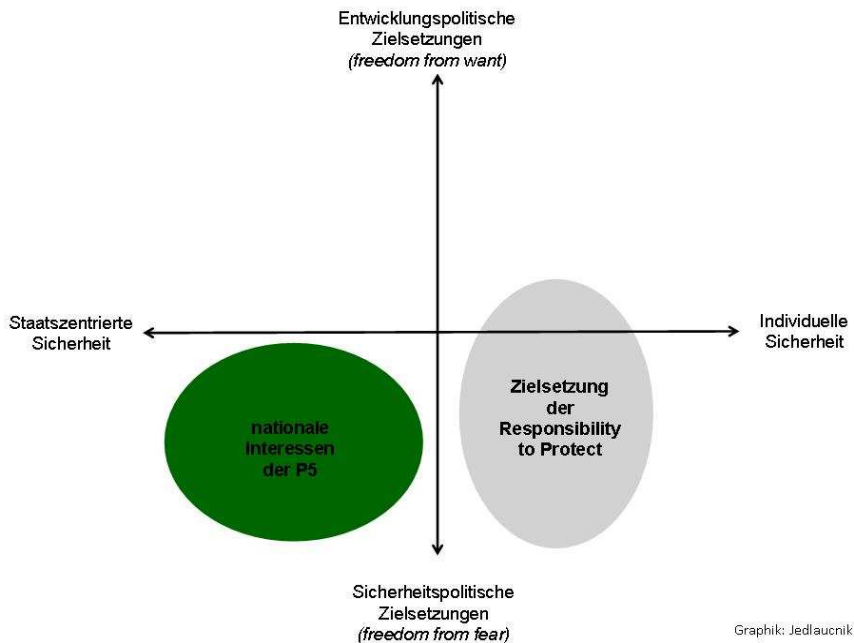 Entwicklungspolitische
Zielsetzungen
(freedom from want)
Staatszentrierte
Sicherheit
Individuelle
Sicherheit
nationale
Interessen
der P5
Zielsetzung
der
Responsibility
to Protect
Sicherheitspolitische
Zielsetzungen
(freedom from fear)
Graphik: Jedlaucnik